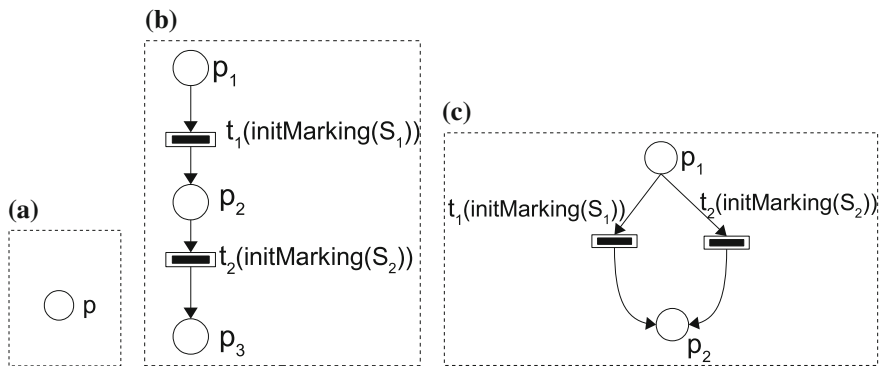 (a)
p
(b)
p₁
t₁(initMarking(S₁))
p₂
t₂(initMarking(S₂))
p₃
(c)
p₁
t₁(initMarking(S₁))
t₂(initMarking(S₂))
p₂